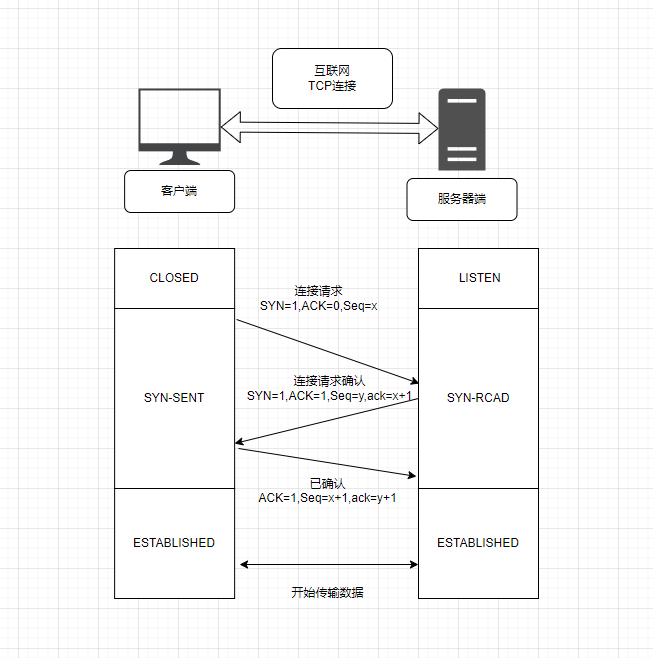 互联网
TCP连接
客户端
服务器端
CLOSED
LISTEN
连接请求
SYN=1,ACK=0,Seq=x
SYN-SENT
连接请求确认
SYN=1,ACK=1,Seq=y,ack=x+1
SYN-RCAD
已确认
ACK=1,Seq=x+1,ack=y+1
ESTABLISHED
ESTABLISHED
开始传输数据